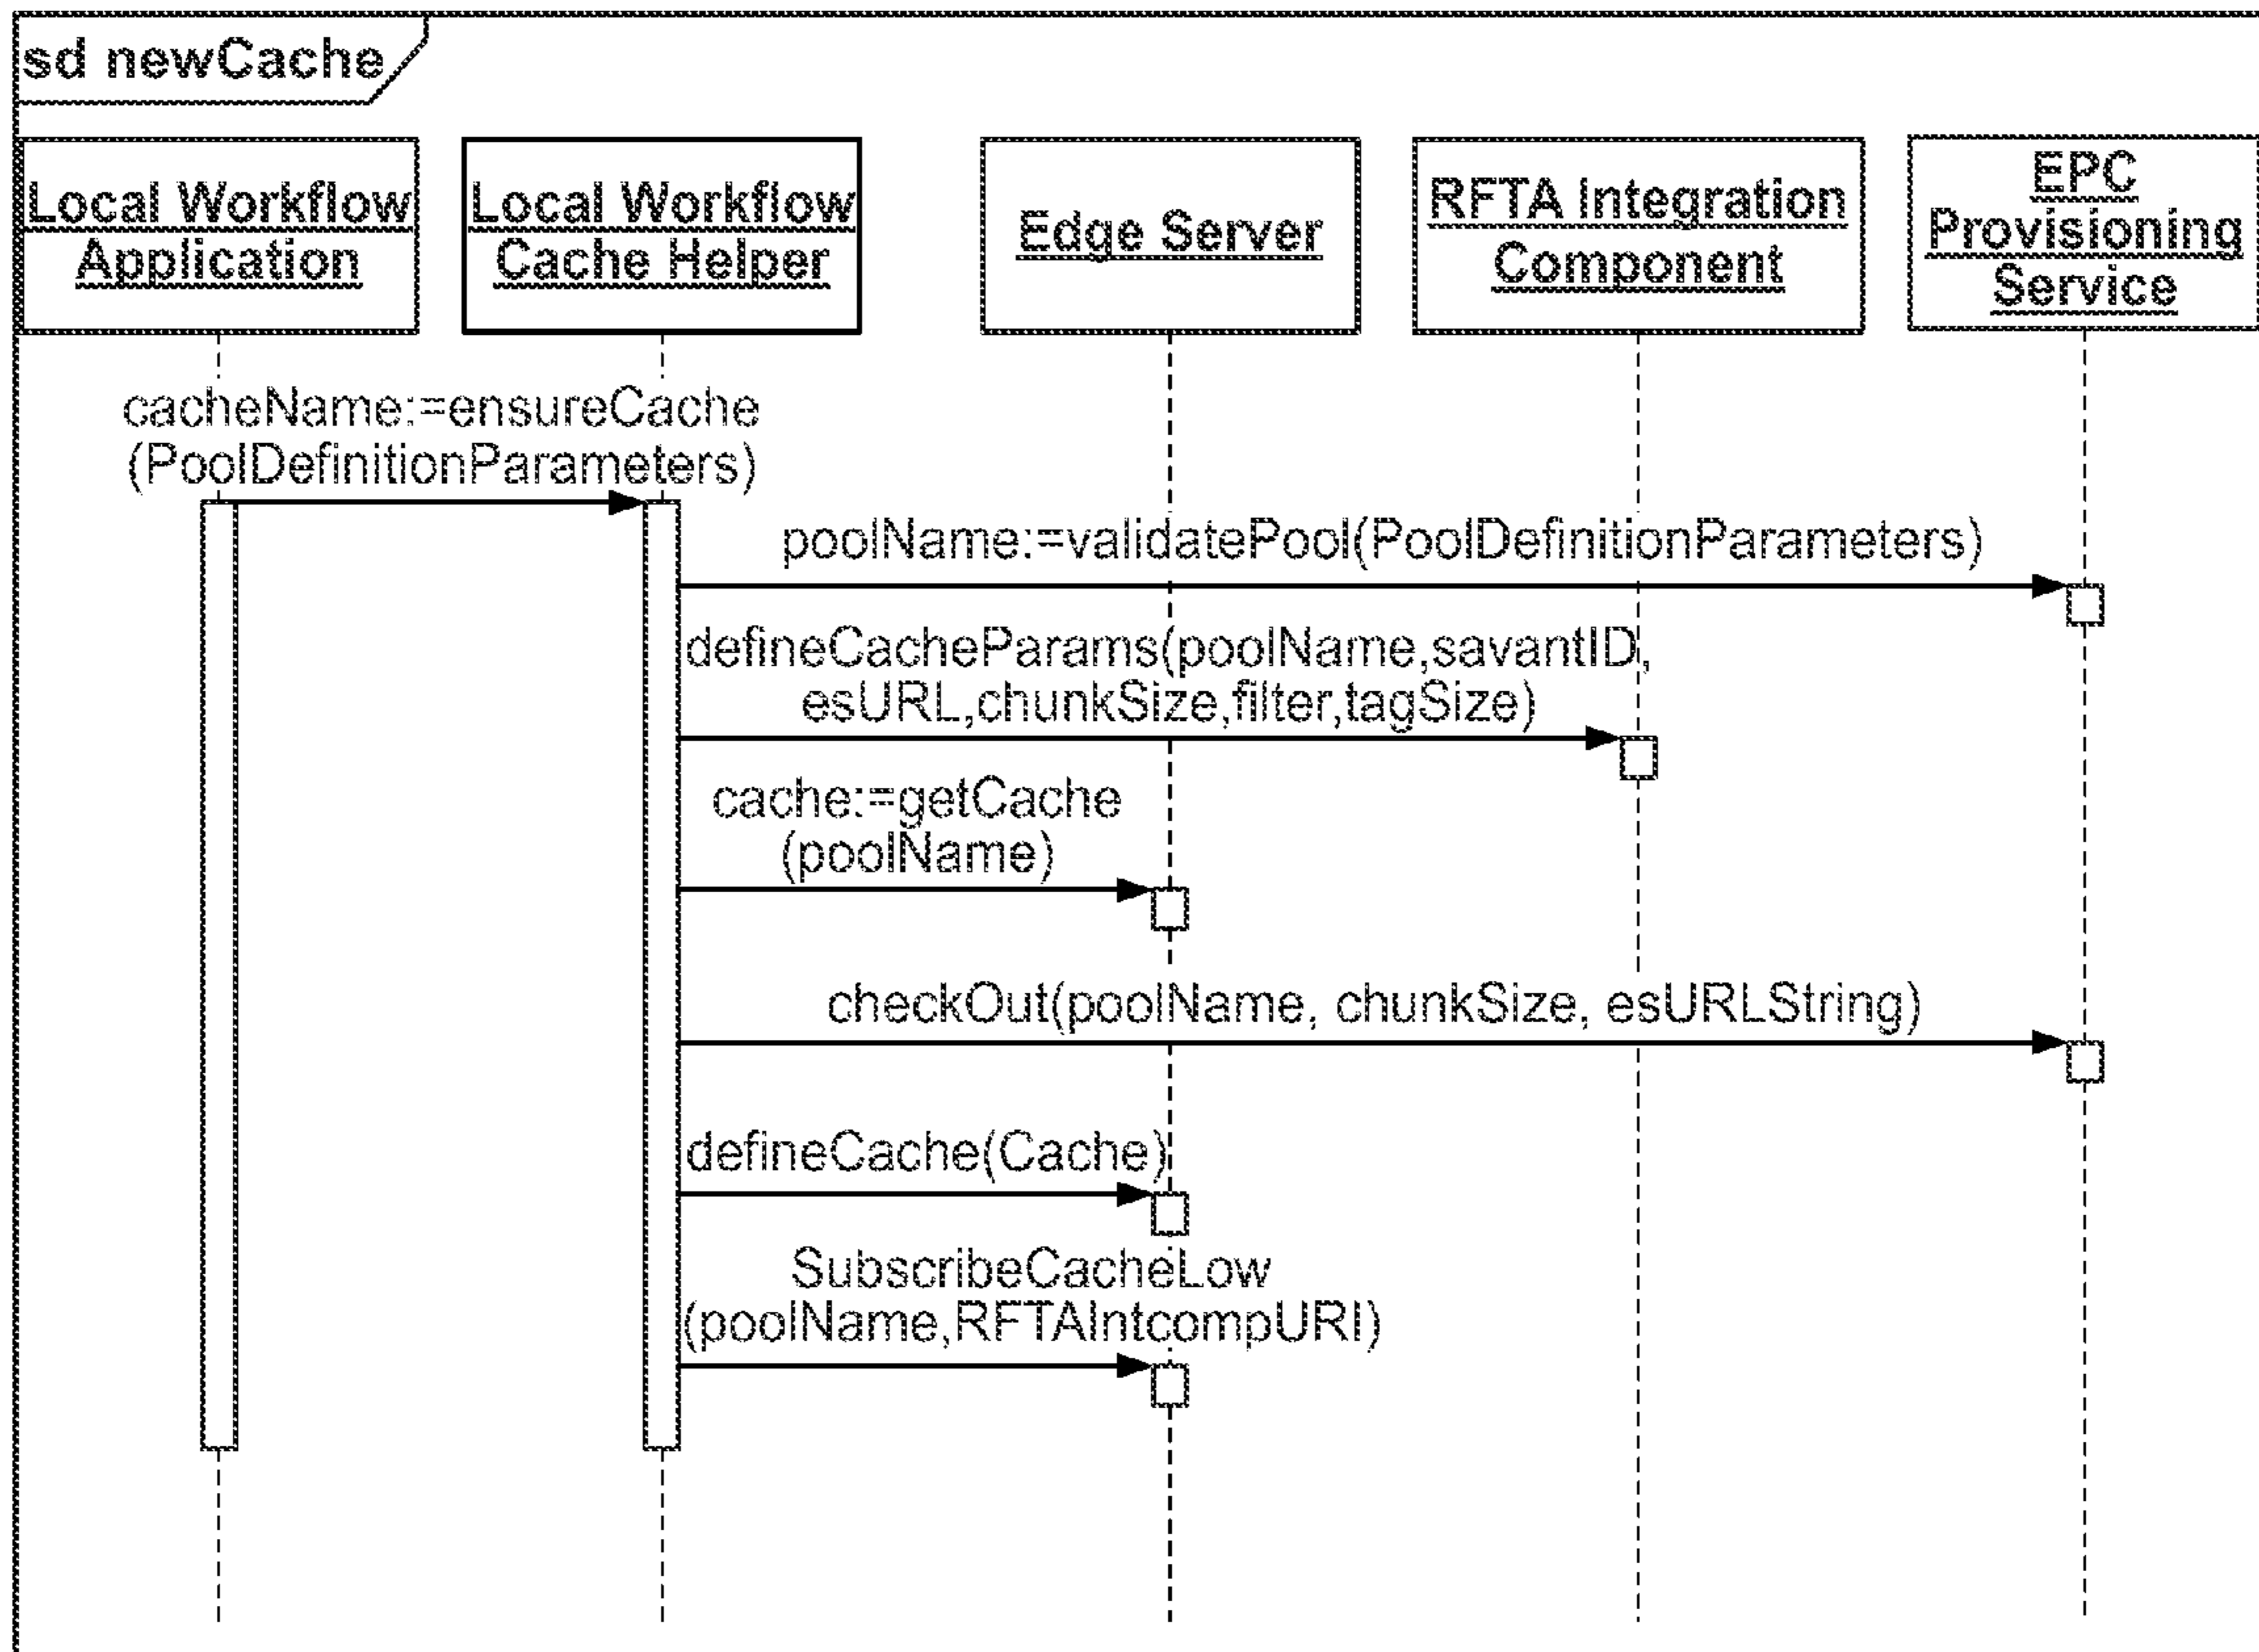 sd newCache
Local Workflow
Application
Local Workflow
Cache Helper
Edge Server
RFTA Integration
Component
EPC
Provisioning
Service
cacheName:=ensureCache
(PoolDefinitionParameters)
poolName:=validatePool(PoolDefinitionParameters)
defineCacheParams(poolName,savantID,
esURL,chunkSize,filter,tagSize)
cache:=getCache
(poolName)
checkOut(poolName, chunkSize, esURLString)
defineCache(Cache)
SubscribeCacheLow
(poolName,RFTAIntcompURI)